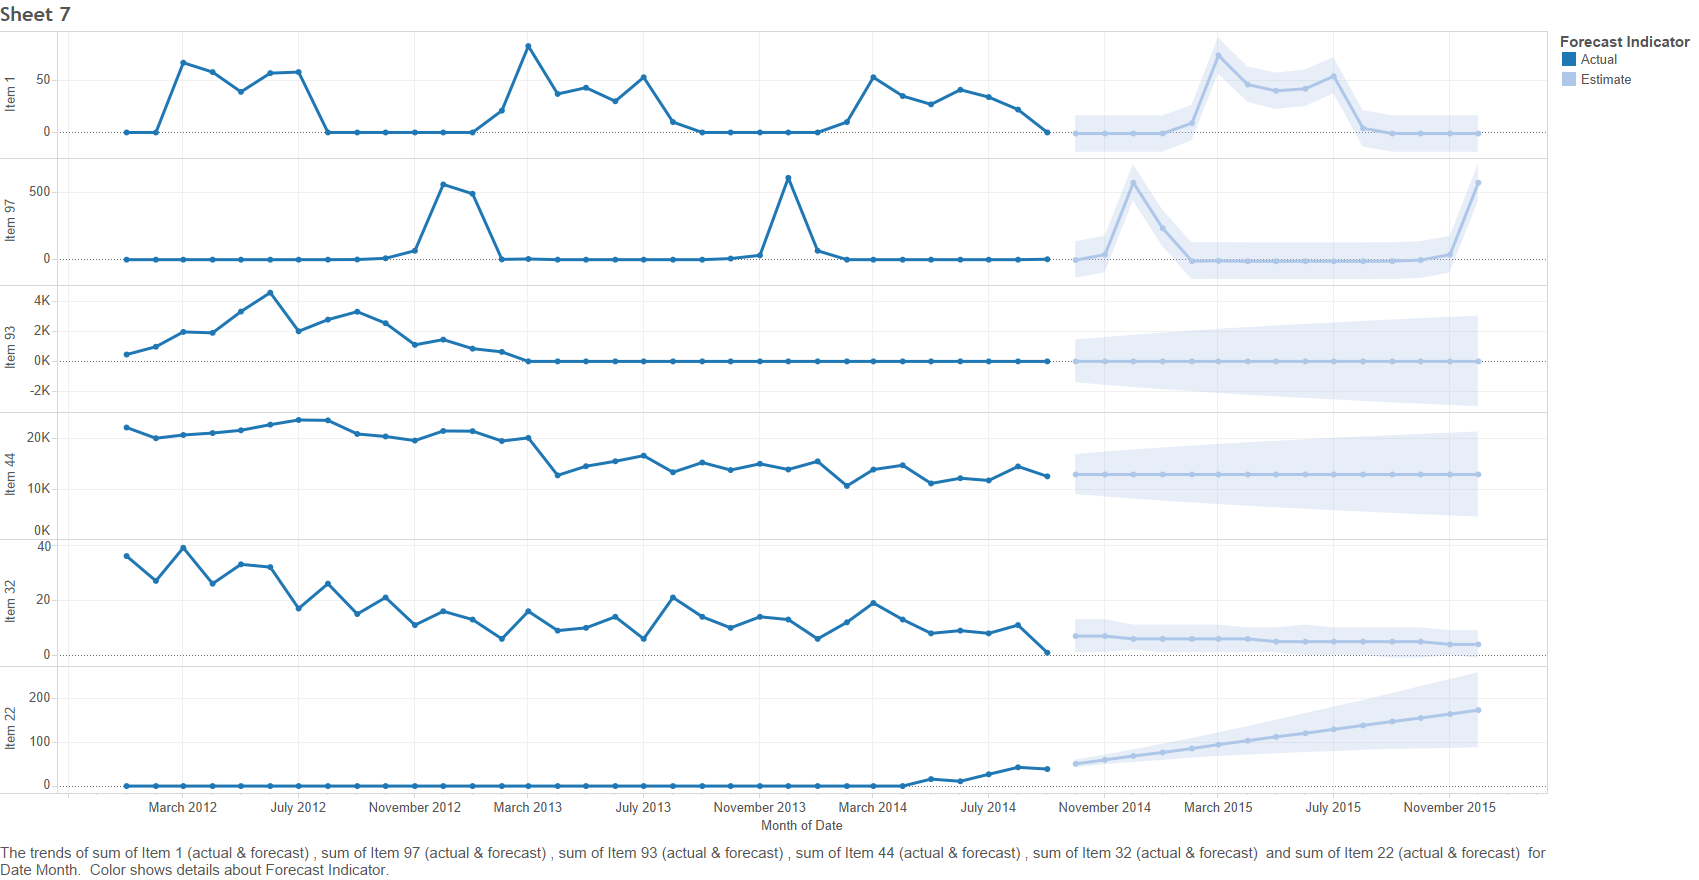 Sheet 7
Forecast Indicator
Actual
Estimate
Item 1
50
0
Item 97
500
0
Item 93
4K
2K
0K
-2K
Item 44
20K
10K
0K
Item 32
40
20
0
Item 22
200
100
0
March 2012 July 2012 November 2012 March 2013 July 2013 November 2013 March 2014 July 2014 November 2014 March 2015 July 2015 November 2015
Month of Date
The trends of sum of Item 1 (actual & forecast) , sum of Item 97 (actual & forecast) , sum of Item 93 (actual & forecast) , sum of Item 44 (actual & forecast) , sum of Item 32 (actual & forecast)  and sum of Item 22 (actual & forecast)  for
Date Month.  Color shows details about Forecast Indicator.